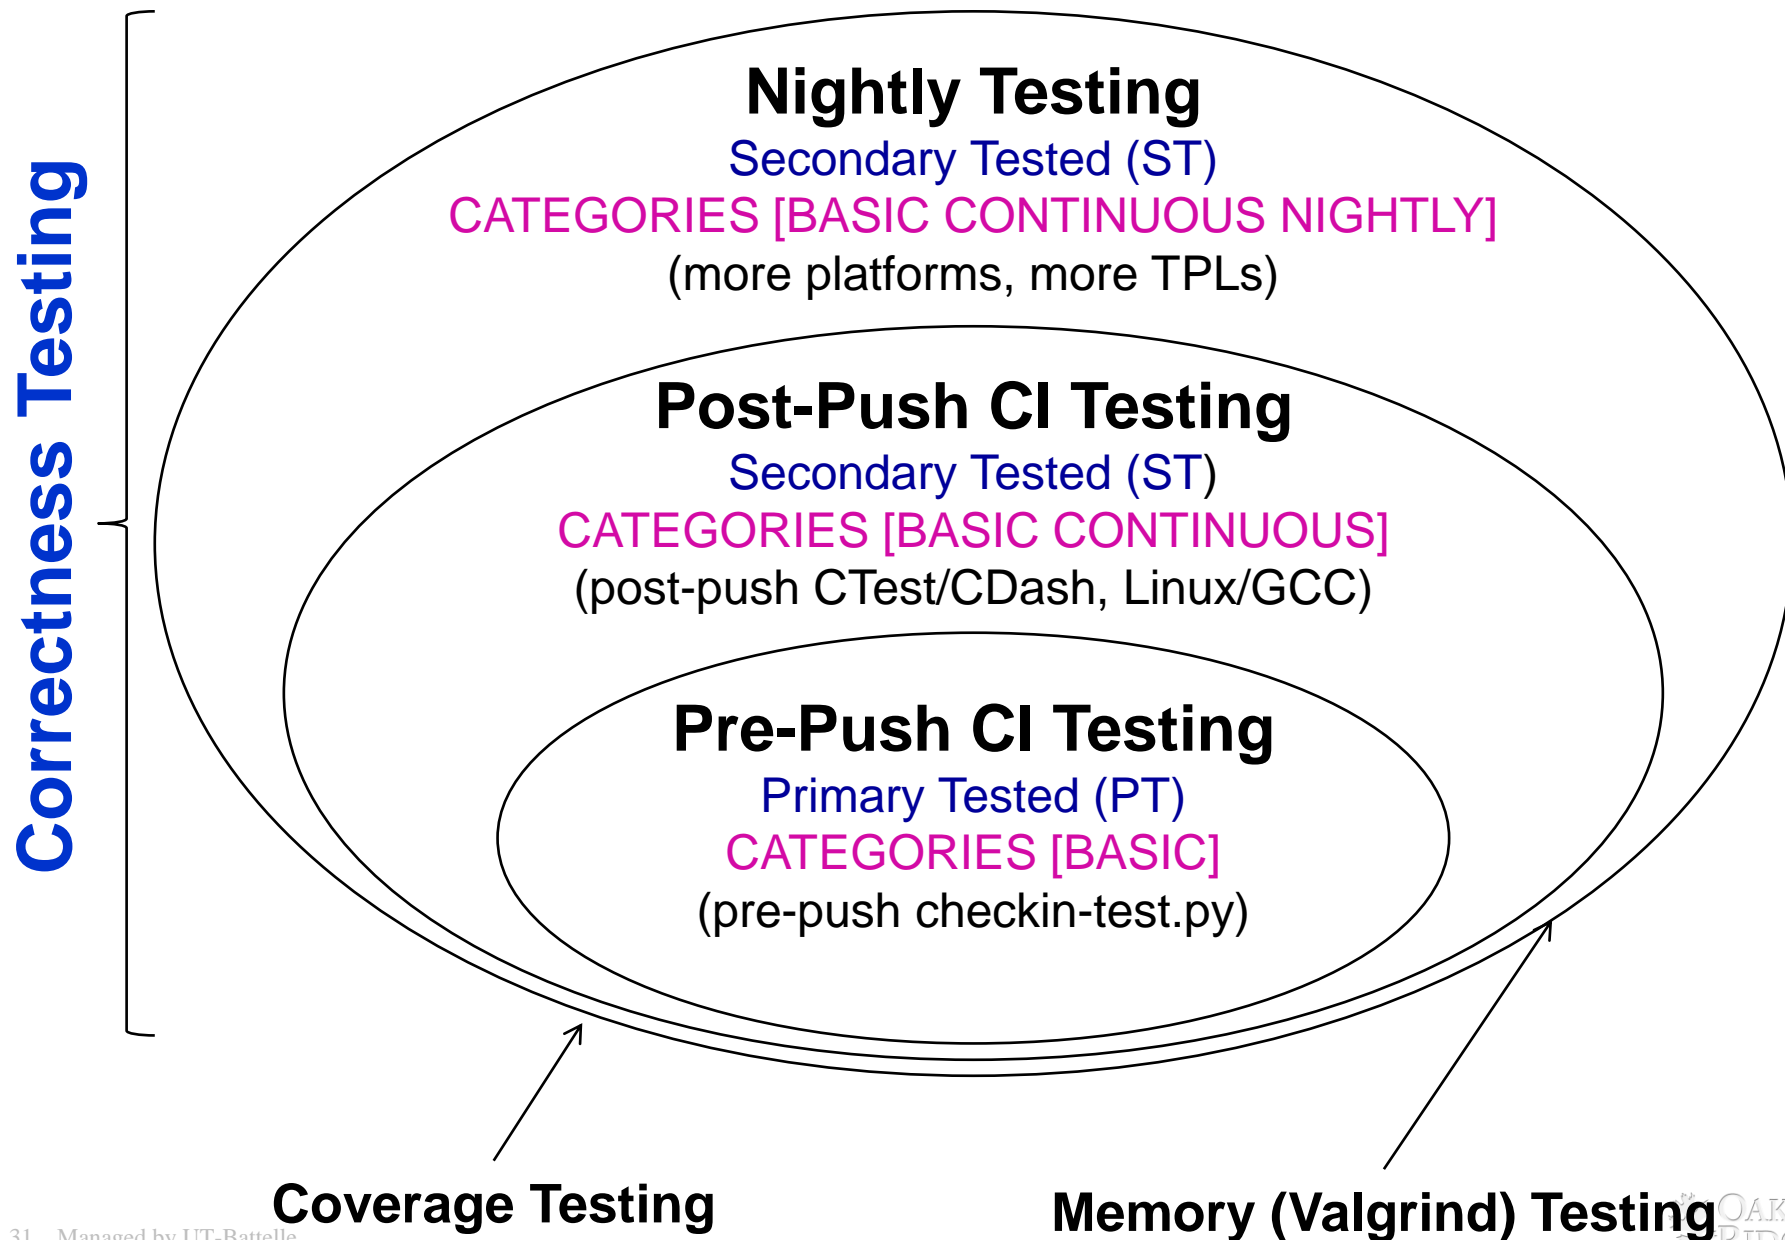 Correctness Testing
Nightly Testing
Secondary Tested (ST)
CATEGORIES [BASIC CONTINUOUS NIGHTLY]
(more platforms, more TPLs)
Post-Push CI Testing
Secondary Tested (ST)
CATEGORIES [BASIC CONTINUOUS]
(post-push CTest/CDash, Linux/GCC)
Pre-Push CI Testing
Primary Tested (PT)
CATEGORIES [BASIC]
(pre-push checkin-test.py)
Coverage Testing
Memory (Valgrind) Testing
31 Managed by UT-Battelle
OAK